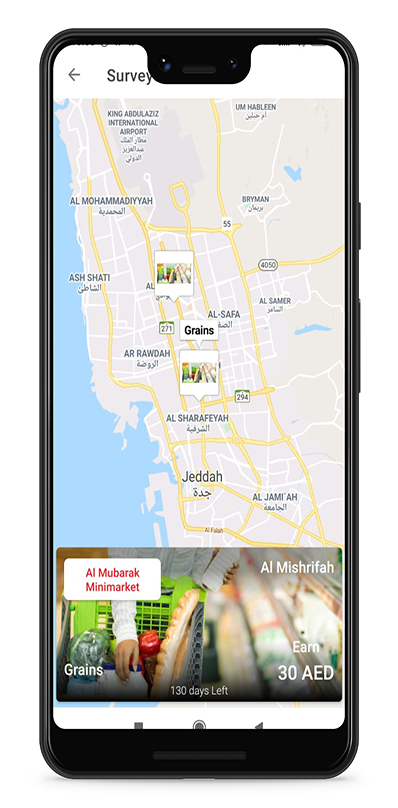 Survey
UM HABLEEN
أم حبلين
KING ABDULAZIZ
INTERNATIONAL
AIRPORT
مطار الملك
عبدالعزيز
الدولي
AL MOHAMMADIYYAH
المحمدية
BRYMAN
بريمان
55
4050
ASH SHATI
الشاطئ
AL
AL SAMER
السامر
AL-SAFA
271
Grains
AR RAWDAH
الروضة
294
AL SHARAFEYAH
الشرفية
Jeddah
جدة
AL JAMI'AH
الجامعة
Al Falah
Al Mubarak
Minimarket
Al Mishrifah
Earn
Grains
30 AED
130 days Left